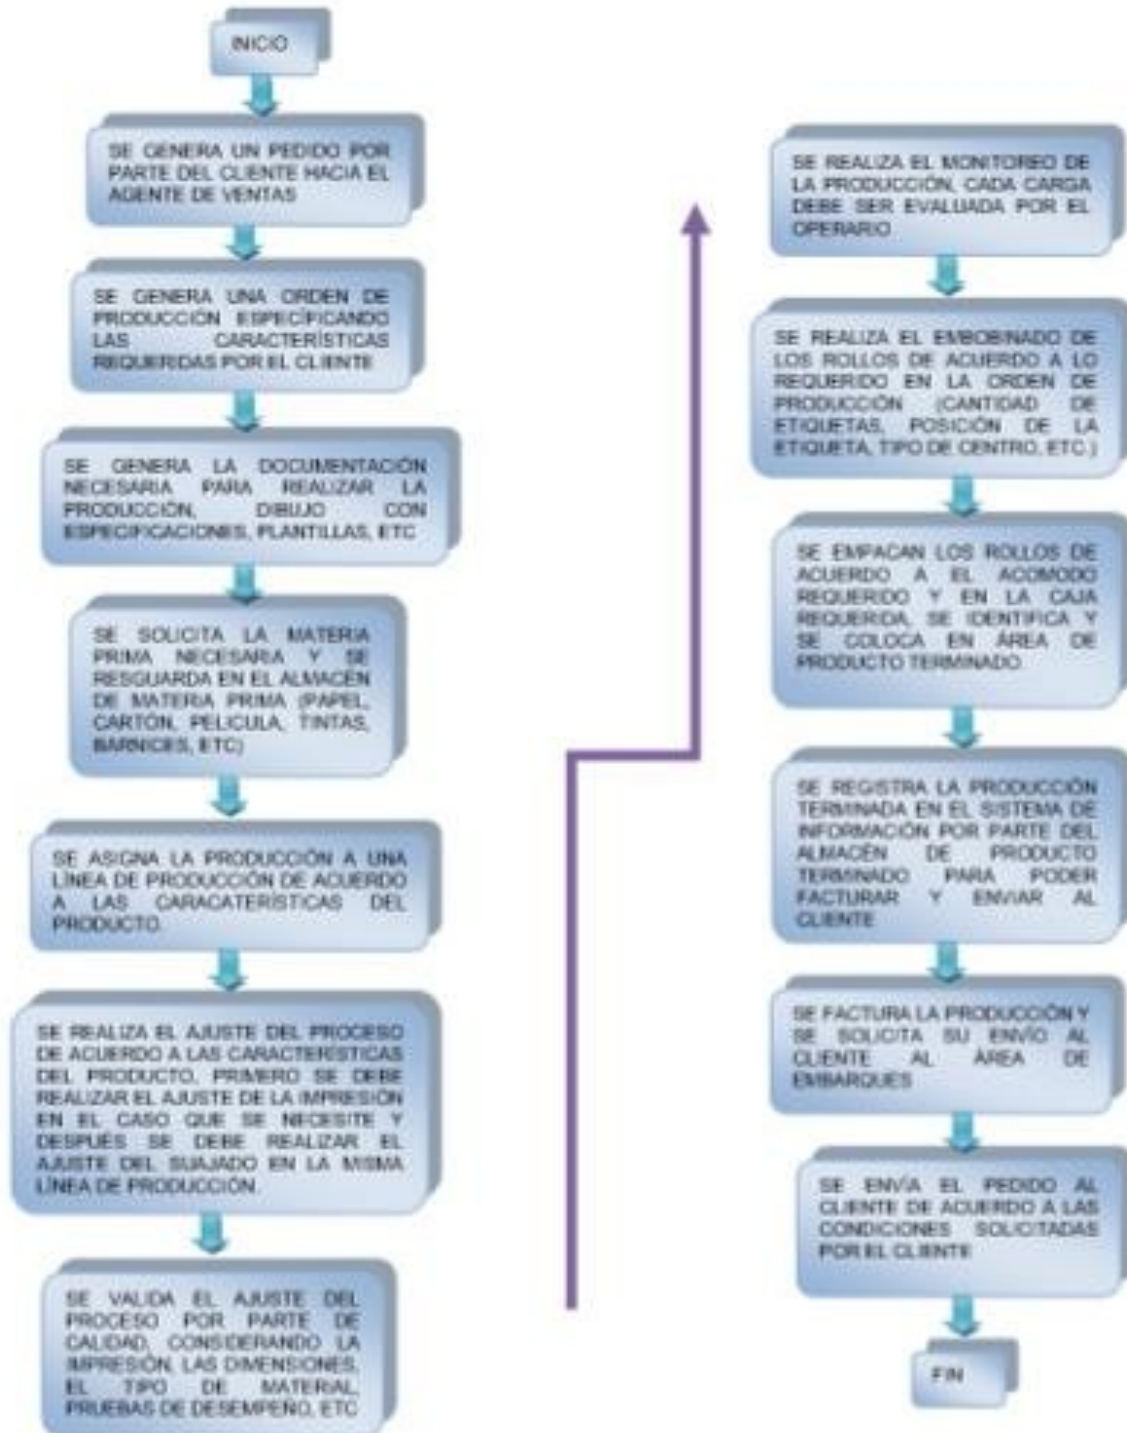 INICIO
SE GENERA UN PEDIDO POR
PARTE DEL CLIENTE HACIA EL
AGENTE DE VENTAS
SE GENERA UNA ORDEN DE
PRODUCCIÓN ESPECÍFICANDO
LAS CARACTERÍSTICAS
REQUERIDAS POR EL CLIENTE
SE GENERA LA DOCUMENTACIÓN
NECESARIA PARA REALIZAR LA
PRODUCCIÓN, DIBUJO CON
ESPECIFICACIONES, PLANTILLAS, ETC
SE SOLICITA LA MATERIA
PRIMA NECESARIA Y SE
RESGUARDA EN EL ALMACÉN
DE MATERIA PRIMA (PAPEL,
CARTÓN, PELICULA, TINTAS,
BARNICES, ETC)
SE ASIGNA LA PRODUCCIÓN A UNA
LÍNEA DE PRODUCCIÓN DE ACUERDO
A LAS CARACATERÍSTICAS DEL
PRODUCTO.
SE REALIZA EL AJUSTE DEL PROCESO
DE ACUERDO A LAS CARACTERÍSTICAS
DEL PRODUCTO, PRIMERO SE DEBE
REALIZAR EL AJUSTE DE LA IMPRESIÓN
EN EL CASO QUE SE NECESITE Y
DESPUÉS SE DEBE REALIZAR EL
AJUSTE DEL SUAJADO EN LA MISMA
LÍNEA DE PRODUCCIÓN.
SE VALIDA EL AJUSTE DEL
PROCESO POR PARTE DE
CALIDAD, CONSIDERANDO LA
IMPRESIÓN, LAS DIMENSIONES,
EL TIPO DE MATERIAL,
PRUEBAS DE DESEMPEÑO, ETC
SE REALIZA EL MONITOREO DE
LA PRODUCCIÓN, CADA CARGA
DEBE SER EVALUADA POR EL
OPERARIO
SE REALIZA EL EMBOBINADO DE
LOS ROLLOS DE ACUERDO A LO
REQUERIDO EN LA ORDEN DE
PRODUCCIÓN (CANTIDAD DE
ETIQUETAS, POSICIÓN DE LA
ETIQUETA, TIPO DE CENTRO, ETC.)
SE EMPACAN LOS ROLLOS DE
ACUERDO A EL ACOMODO
REQUERIDO Y EN LA CAJA
REQUERIDA, SE IDENTIFICA Y
SE COLOCA EN ÁREA DE
PRODUCTO TERMINADO
SE REGISTRA LA PRODUCCIÓN
TERMINADA EN EL SISTEMA DE
INFORMACIÓN POR PARTE DEL
ALMACÉN DE PRODUCTO
TERMINADO PARA PODER
FACTURAR Y ENVIAR AL
CLIENTE
SE FACTURA LA PRODUCCIÓN Y
SE SOLICITA SU ENVÍO AL
CLIENTE AL ÁREA DE
EMBARQUES
SE ENVÍA EL PEDIDO AL
CLIENTE DE ACUERDO A LAS
CONDICIONES SOLICITADAS
POR EL CLIENTE
FIN